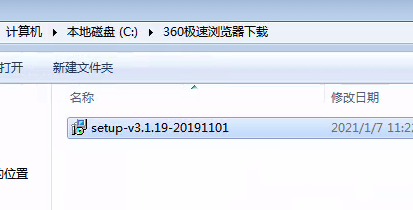 计算机 ▸ 本地磁盘 (C:) ▸ 360极速浏览器下载
打开 新建文件夹
名称 修改日期
setup-v3.1.19-20191101 2021/1/7 11:22
的位置